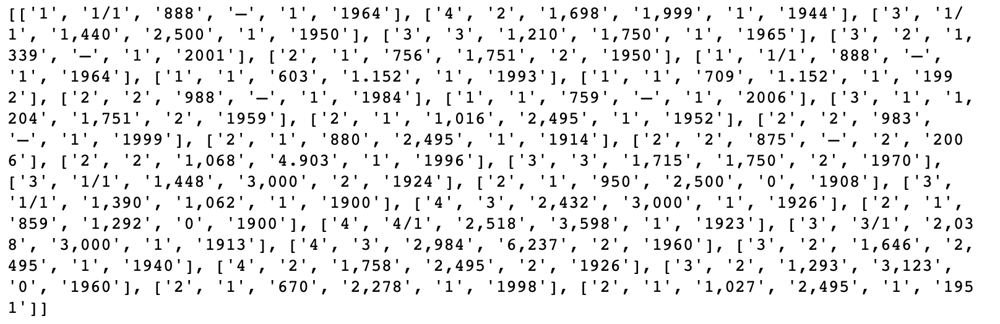 [['1', '1/1', '888', '—', '1', '1964'], ['4', '2', '1,698', '1,999', '1', '1944'], ['3', '1/
1', '1,440', '2,500', '1', '1950'], ['3', '3', '1,210', '1,750', '1', '1965'], ['3', '2', '1,
339', '—', '1', '2001'], ['2', '1', '756', '1,751', '2', '1950'], ['1', '1/1', '888', '—',
'1', '1964'], ['1', '1', '603', '1.152', '1', '1993'], ['1', '1', '709', '1.152', '1', '199
2'], ['2', '2', '988', '—', '1', '1984'], ['1', '1', '759', '—', '1', '2006'], ['3', '1', '1,
204', '1,751', '2', '1959'], ['2', '1', '1,016', '2,495', '1', '1952'], ['2', '2', '983',
'—', '1', '1999'], ['2', '1', '880', '2,495', '1', '1914'], ['2', '2', '875', '—', '2', '200
6'], ['2', '2', '1,068', '4.903', '1', '1996'], ['3', '3', '1,715', '1,750', '2', '1970'],
['3', '1/1', '1,448', '3,000', '2', '1924'], ['2', '1', '950', '2,500', '0', '1908'], ['3',
'1/1', '1,390', '1,062', '1', '1900'], ['4', '3', '2,432', '3,000', '1', '1926'], ['2', '1',
'859', '1,292', '0', '1900'], ['4', '4/1', '2,518', '3,598', '1', '1923'], ['3', '3/1', '2,03
8', '3,000', '1', '1913'], ['4', '3', '2,984', '6,237', '2', '1960'], ['3', '2', '1,646', '2,
495', '1', '1940'], ['4', '2', '1,758', '2,495', '2', '1926'], ['3', '2', '1,293', '3,123',
'0', '1960'], ['2', '1', '670', '2,278', '1', '1998'], ['2', '1', '1,027', '2,495', '1', '195
1']]